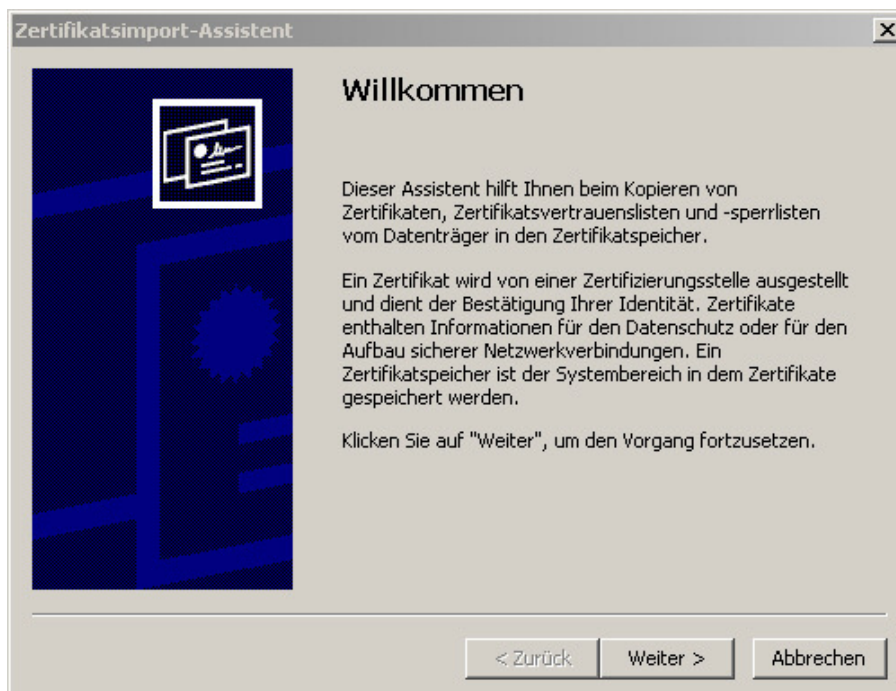 Zertifikatsimport-Assistent
Willkommen
Dieser Assistent hilft Ihnen beim Kopieren von
Zertifikaten, Zertifikatsvertrauenslisten und -sperrlisten
vom Datenträger in den Zertifikatspeicher.
Ein Zertifikat wird von einer Zertifizierungsstelle ausgestellt
und dient der Bestätigung Ihrer Identität. Zertifikate
enthalten Informationen für den Datenschutz oder für den
Aufbau sicherer Netzwerkverbindungen. Ein
Zertifikatspeicher ist der Systembereich in dem Zertifikate
gespeichert werden.
Klicken Sie auf "Weiter", um den Vorgang fortzusetzen.
< Zurück Weiter > Abbrechen